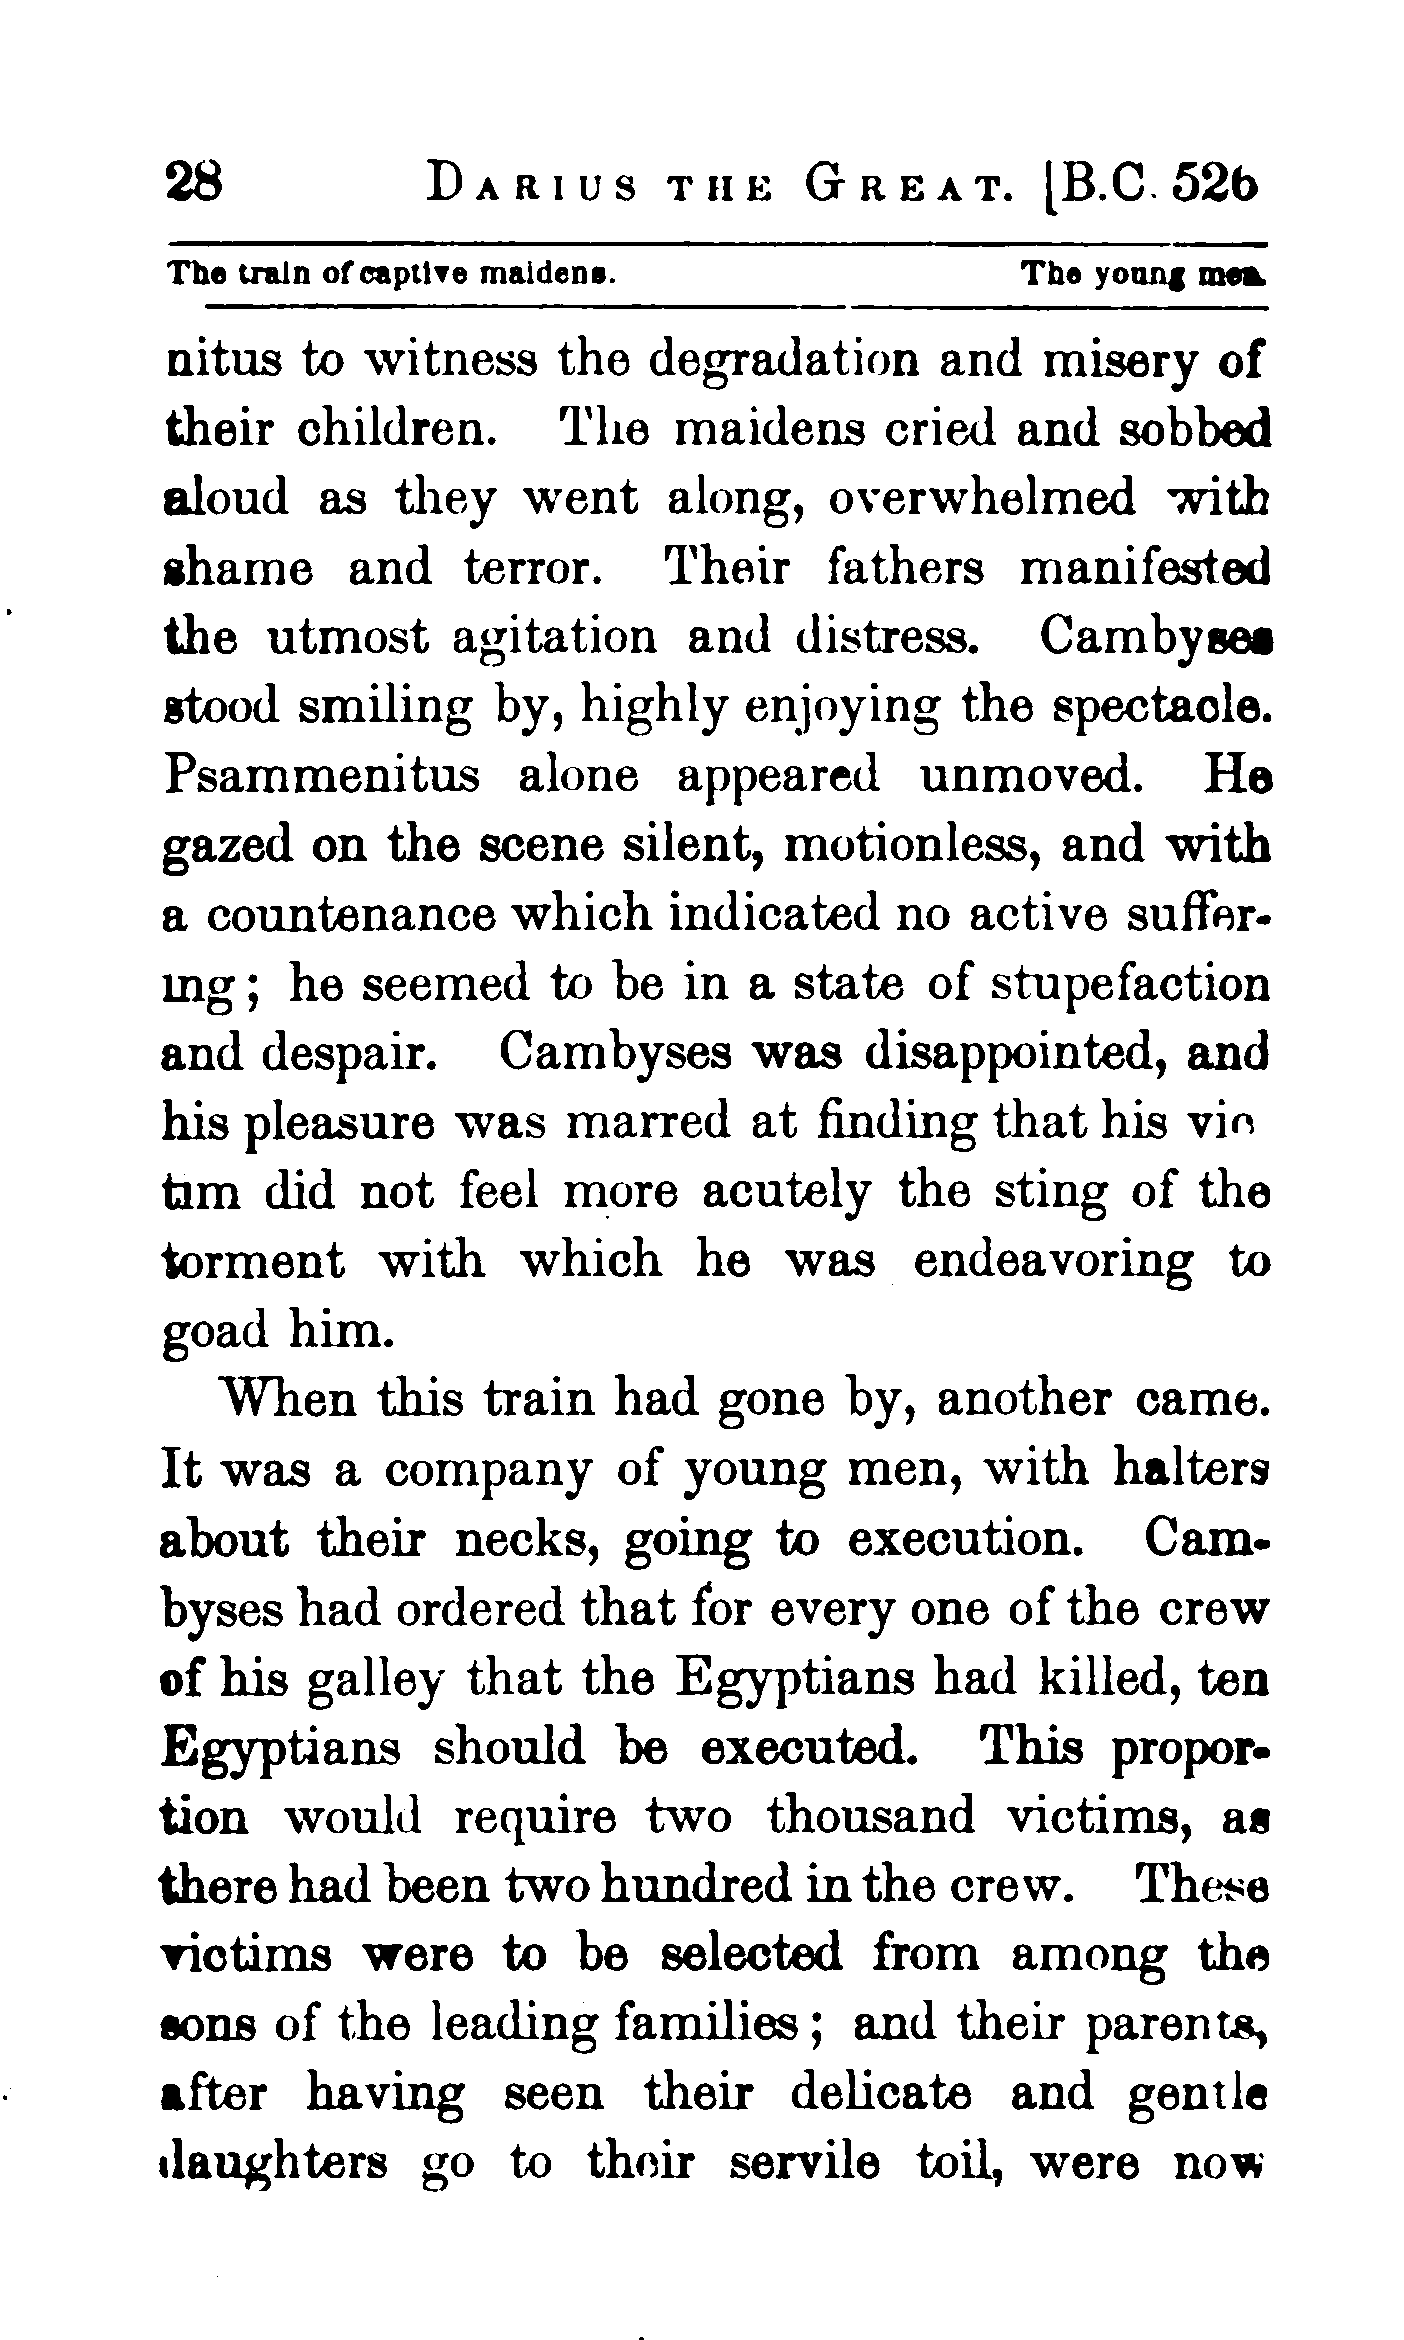 28 DARIUS THE GREAT. [B.C. 526
The train of captive maidens. The young men.
nitus to witness the degradation and misery of
their children. The maidens cried and sobbed
aloud as they went along, overwhelmed with
shame and terror. Their fathers manifested
the utmost agitation and distress. Cambyses
stood smiling by, highly enjoying the spectacle.
Psammenitus alone appeared unmoved. He
gazed on the scene silent, motionless, and with
a countenance which indicated no active suffer-
ing; he seemed to be in a state of stupefaction
and despair. Cambyses was disappointed, and
his pleasure was marred at finding that his vic
tim did not feel more acutely the sting of the
torment with which he was endeavoring to
goad him.
When this train had gone by, another came.
It was a company of young men, with halters
about their necks, going to execution. Cam-
byses had ordered that for every one of the crew
of his galley that the Egyptians had killed, ten
Egyptians should be executed. This propor-
tion would require two thousand victims, as
there had been two hundred in the crew. These
victims were to be selected from among the
sons of the leading families; and their parents,
after having seen their delicate and gentle
daughters go to their servile toil, were now